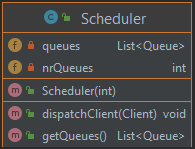 Scheduler
queues List<Queue>
nrQueues int
Scheduler(int)
dispatchClient(Client) void
getQueues() List<Queue>